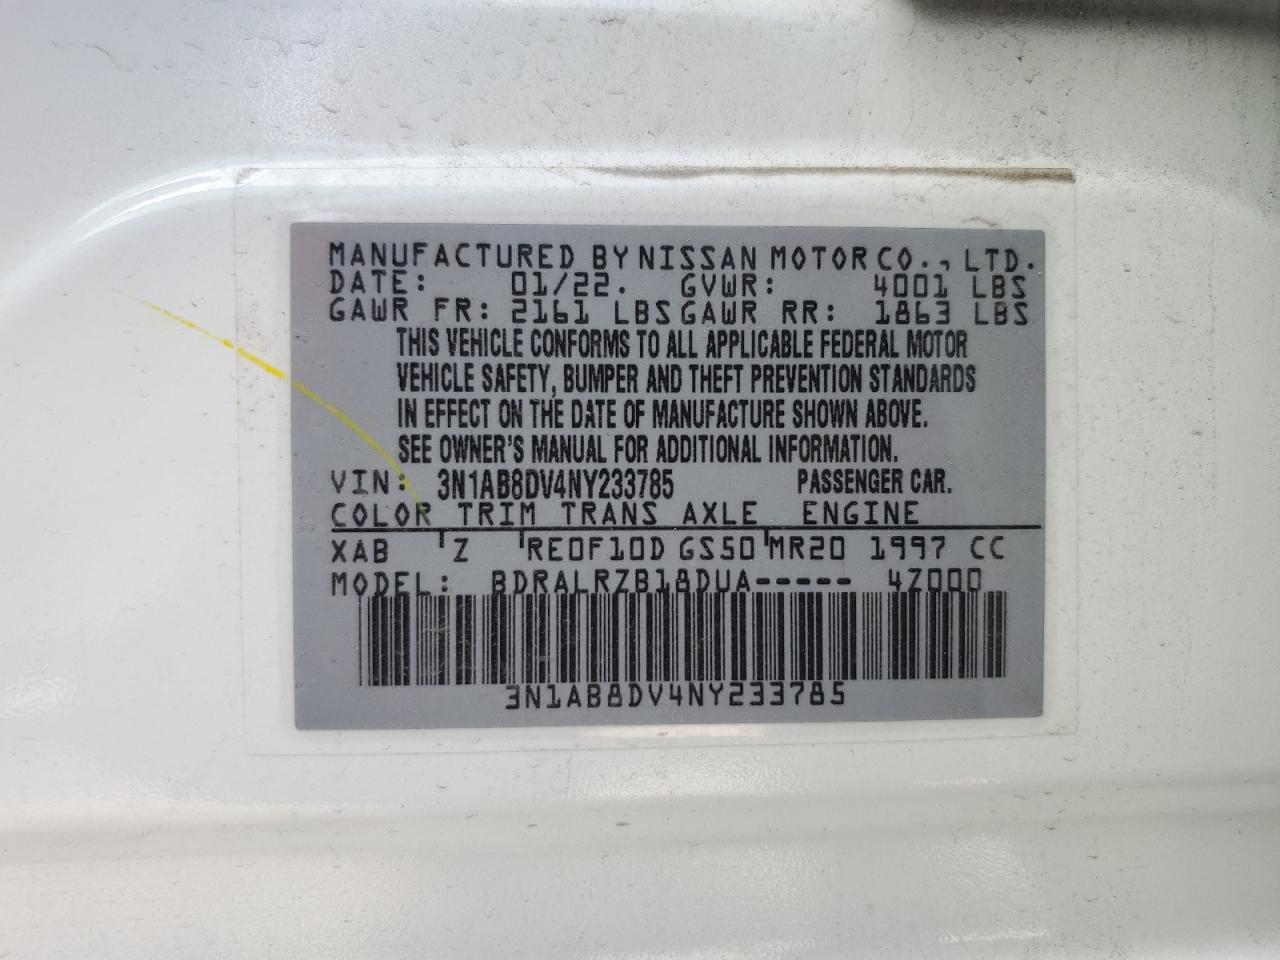 MANUFACTURED BY NISSAN MOTOR CO., LTD.
DATE: 01/22. GVWR: 4001 LBS
GAWR FR: 2161 LBS GAWR RR: 1863 LBS
THIS VEHICLE CONFORMS TO ALL APPLICABLE FEDERAL MOTOR
VEHICLE SAFETY, BUMPER AND THEFT PREVENTION STANDARDS
IN EFFECT ON THE DATE OF MANUFACTURE SHOWN ABOVE.
SEE OWNER'S MANUAL FOR ADDITIONAL INFORMATION.
VIN: 3N1AB8DV4NY233785 PASSENGER CAR.
COLOR TRIM TRANS AXLE ENGINE
XAB Z RE0F10D GS50 MR20 1997 CC
MODEL: BDRALRZB18DUA----- 4Z000
3N1AB8DV4NY233785